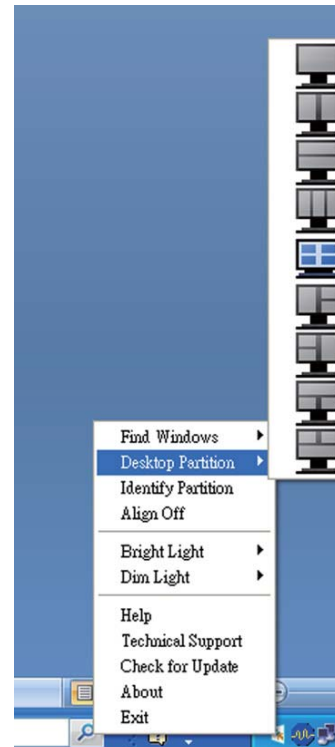 Find Windows
Desktop Partition
Identify Partition
Align Off
Bright Light
Dim Light
Help
Technical Support
Check for Update
About
Exit